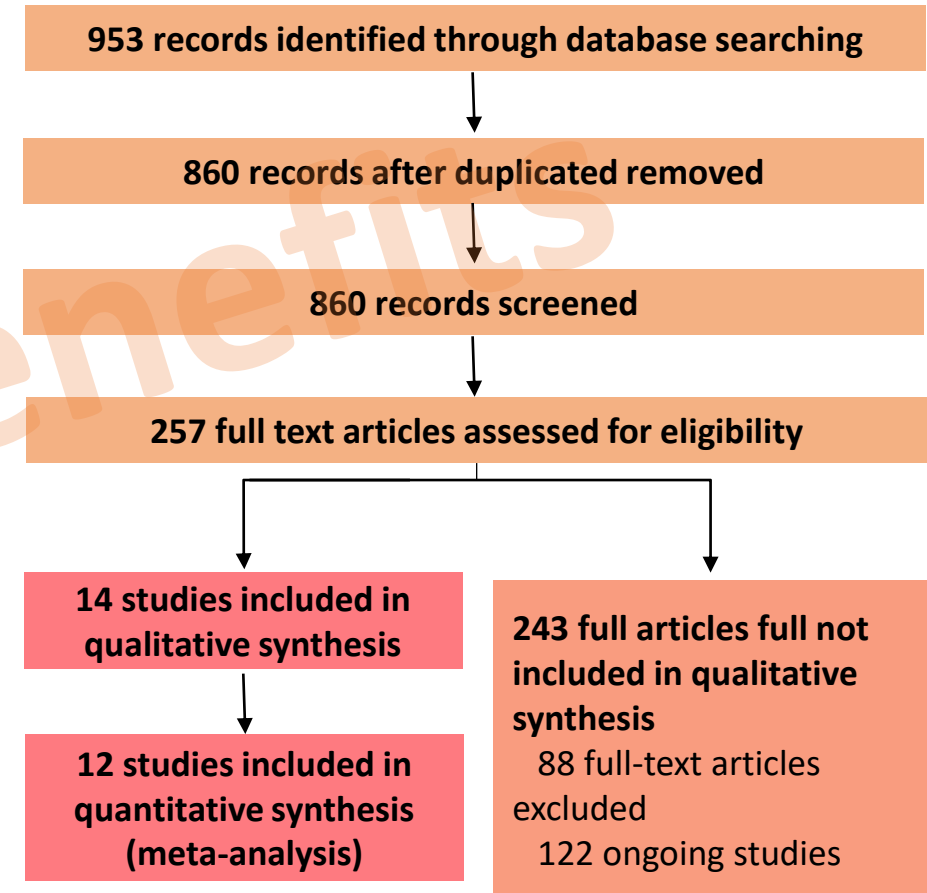 953 records identified through database searching
860 records after duplicated removed
860 records screened
257 full text articles assessed for eligibility
14 studies included in
qualitative synthesis
243 full articles full not
included in qualitative
synthesis
88 full-text articles
excluded
122 ongoing studies
12 studies included in
quantitative synthesis
(meta-analysis)
enefits